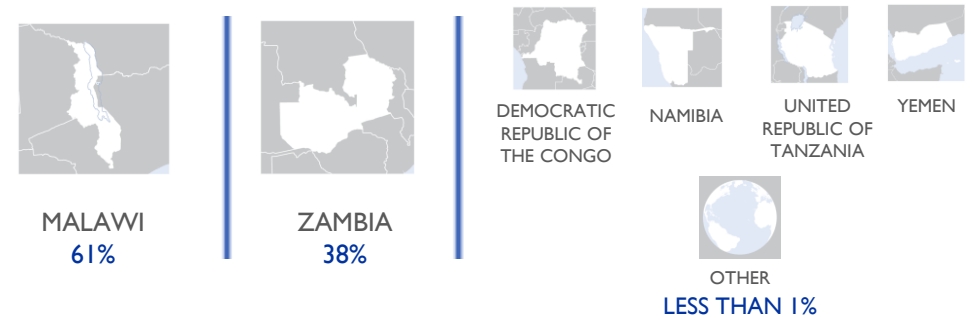 MALAWI
61%
ZAMBIA
38%
DEMOCRATIC
REPUBLIC OF
THE CONGO
NAMIBIA
UNITED
REPUBLIC OF
TANZANIA
YEMEN
OTHER
LESS THAN 1%